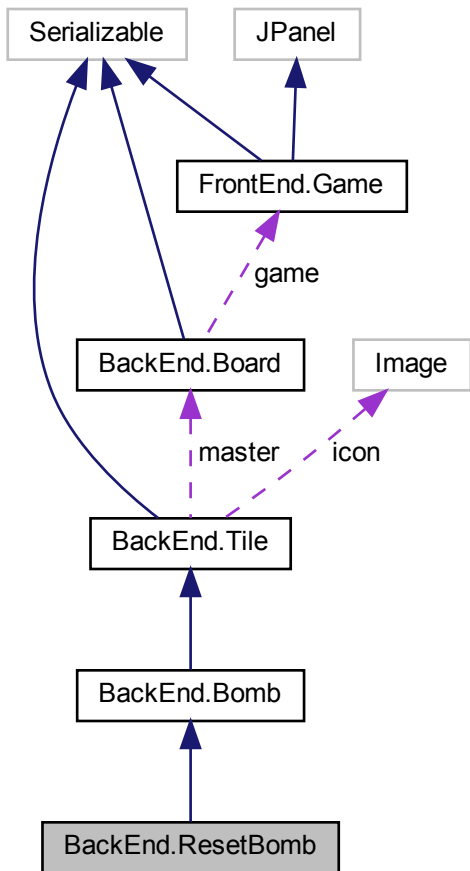 Serializable
JPanel
FrontEnd.Game
game
BackEnd.Board
Image
master
icon
BackEnd.Tile
BackEnd.Bomb
BackEnd.ResetBomb